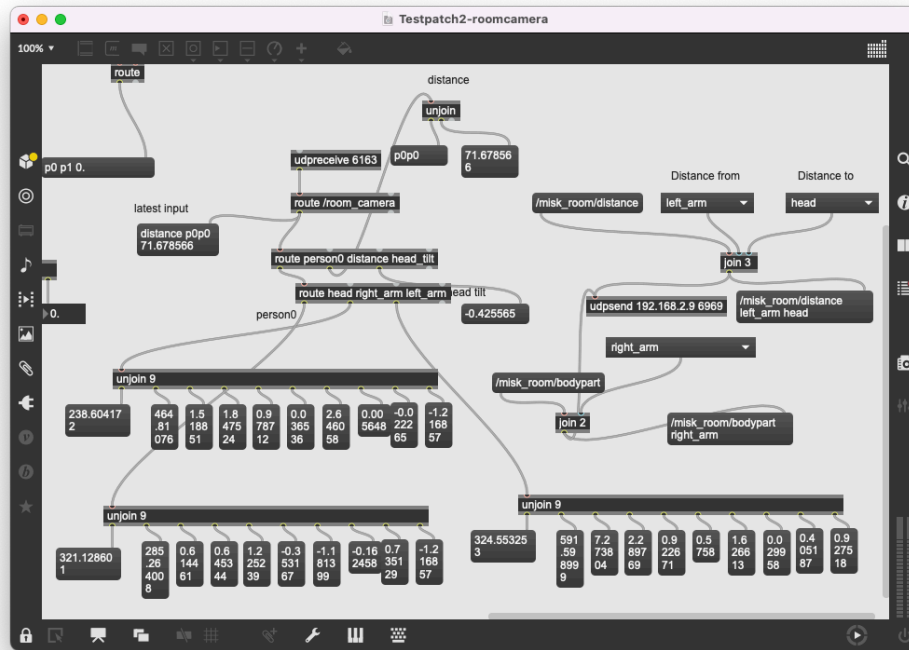 Testpatch2-roomcamera
100%
route
distance
unjoin
p0 p1 0.
udpreceive 6163
p0p0
71.67856
6
Distance from
Distance to
route /room_camera
/misk_room/distance
left_arm
head
latest input
distance p0p0
71.678566
route person0 distance head_tilt
join 3
route head right_arm left_arm
head tilt
udpsend 192.168.2.9 6969
/misk_room/distance
left_arm head
0.
person0
-0.425565
right_arm
unjoin 9
/misk_room/bodypart
238.60417
2
464
.81
076
1.5
188
51
1.8
475
24
0.9
787
12
0.0
365
36
2.6
460
58
0.00
5648
-0.0
222
65
-1.2
168
57
join 2
/misk_room/bodypart
right_arm
unjoin 9
321.12860
1
285
.26
400
8
0.6
144
61
0.6
453
44
1.2
252
39
-0.3
531
67
-1.1
813
99
-0.16
2458
0.7
351
29
-1.2
168
57
unjoin 9
324.55325
3
591
.59
899
9
7.2
738
04
2.2
897
69
0.9
226
71
0.5
758
1.6
266
13
0.0
299
58
0.4
051
87
0.9
275
18